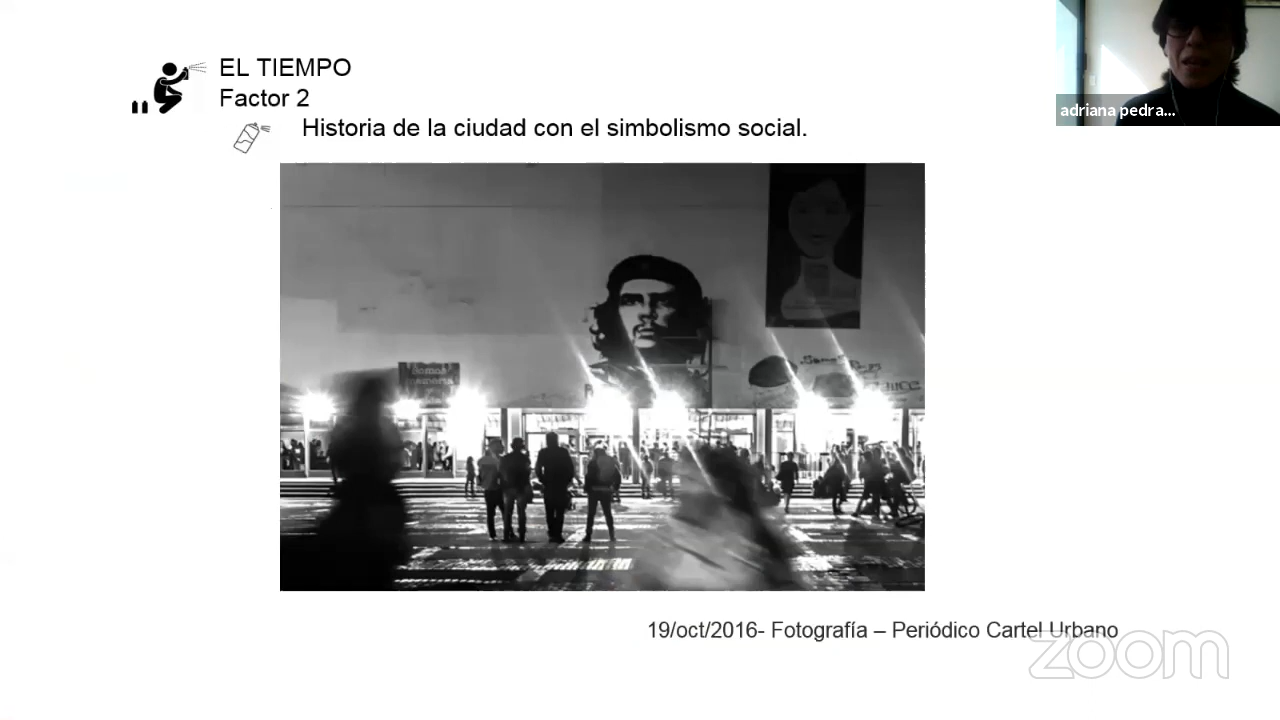 EL TIEMPO
Factor 2
Historia de la ciudad con el simbolismo social.
adriana pedra...
Somos
19/oct/2016- Fotografía – Periódico Cartel Urbano
zoom